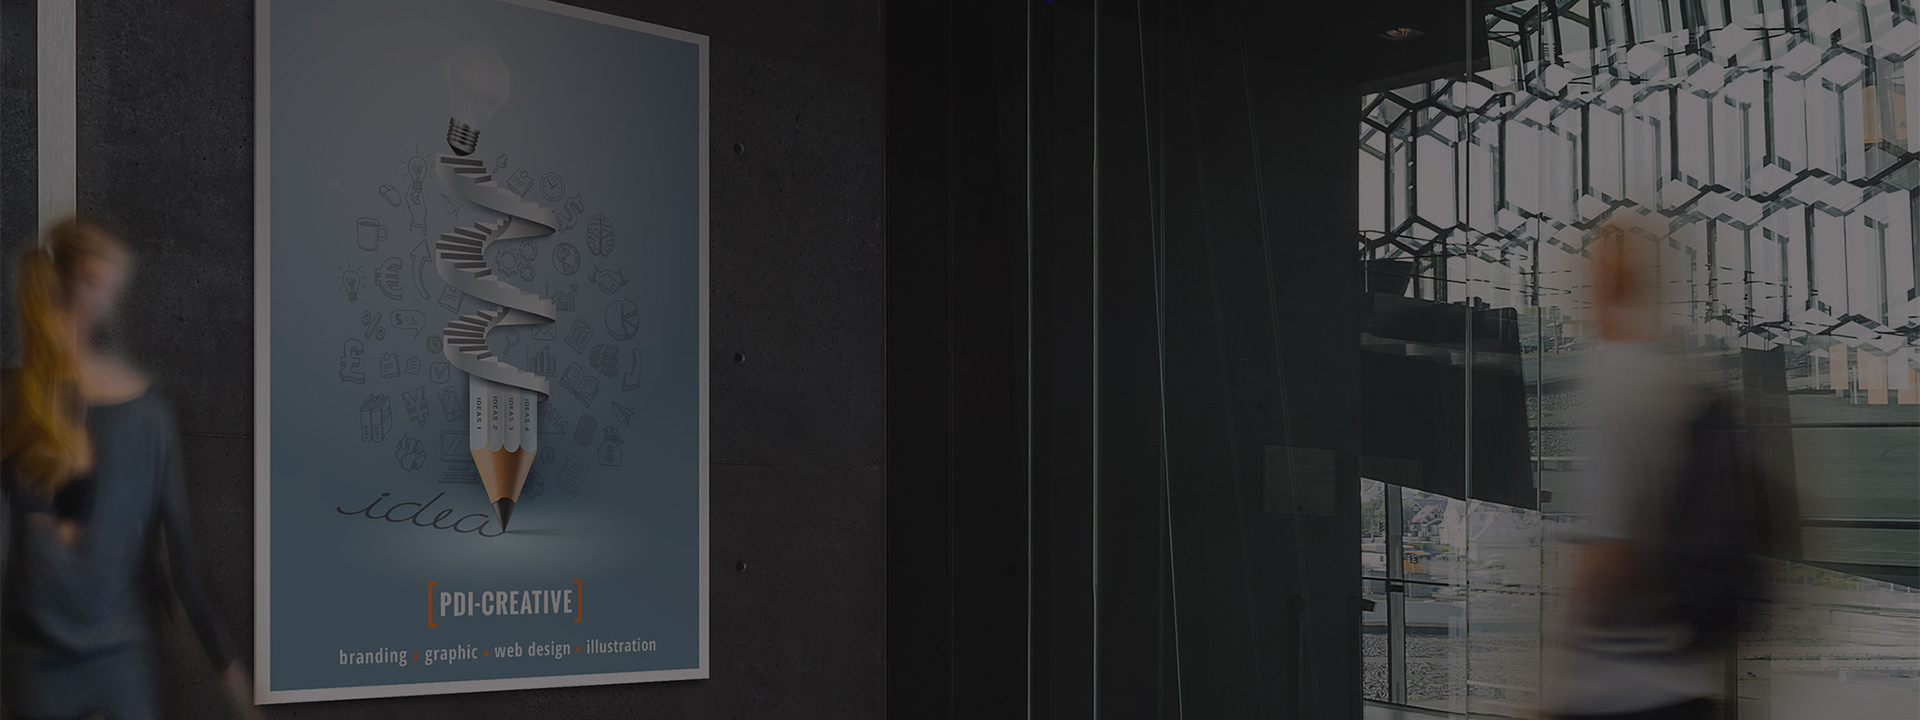 IDEAS 1
IDEAS 2
IDEAS 3
IDEAS 4
idea
[PDI-CREATIVE]
branding • graphic • web design • illustration